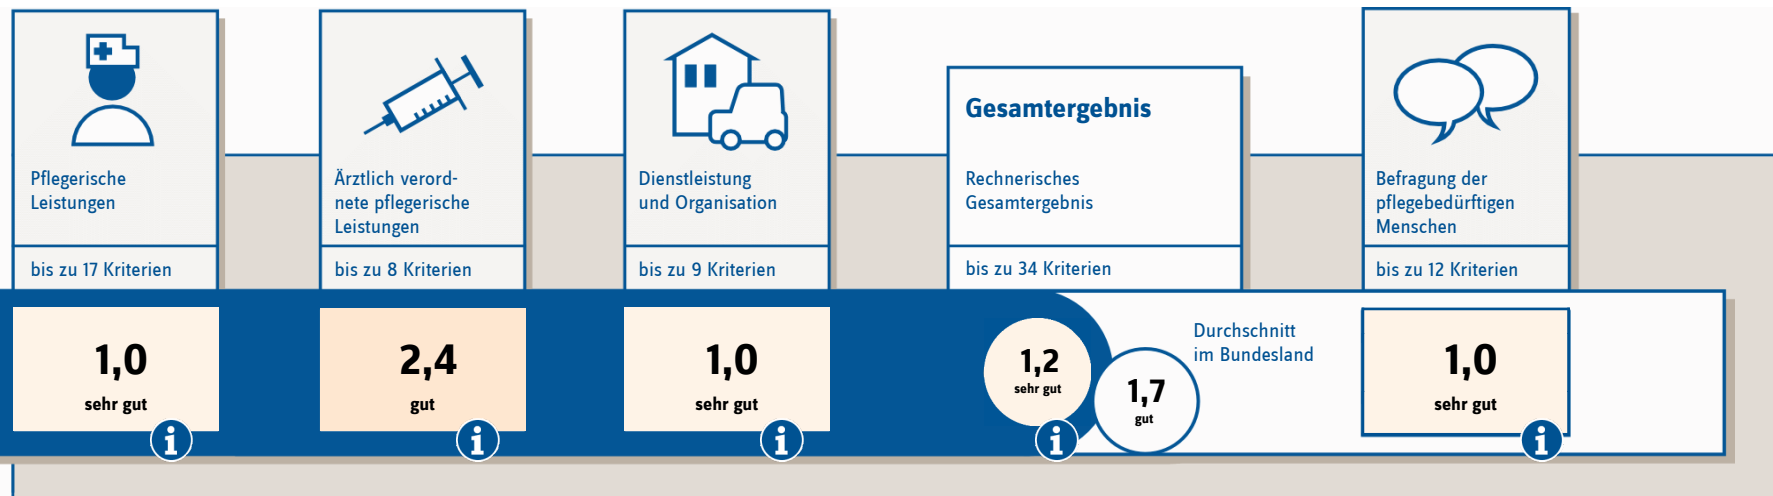 Pflegerische
Leistungen
bis zu 17 Kriterien
1,0
sehr gut
Ärztlich verord-
nete pflegerische
Leistungen
bis zu 8 Kriterien
2,4
gut
Dienstleistung
und Organisation
bis zu 9 Kriterien
1,0
sehr gut
Gesamtergebnis
Rechnerisches
Gesamtergebnis
bis zu 34 Kriterien
1,2
sehr gut
1,7
gut
Durchschnitt
im Bundesland
Befragung der
pflegebedürftigen
Menschen
bis zu 12 Kriterien
1,0
sehr gut